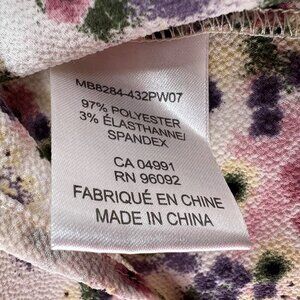 MB8284-432PW07
97% POLYESTER
3% ÉLASTHANNE/
SPANDEX
CA 04991
RN 96092
FABRIQUÉ EN CHINE
MADE IN CHINA